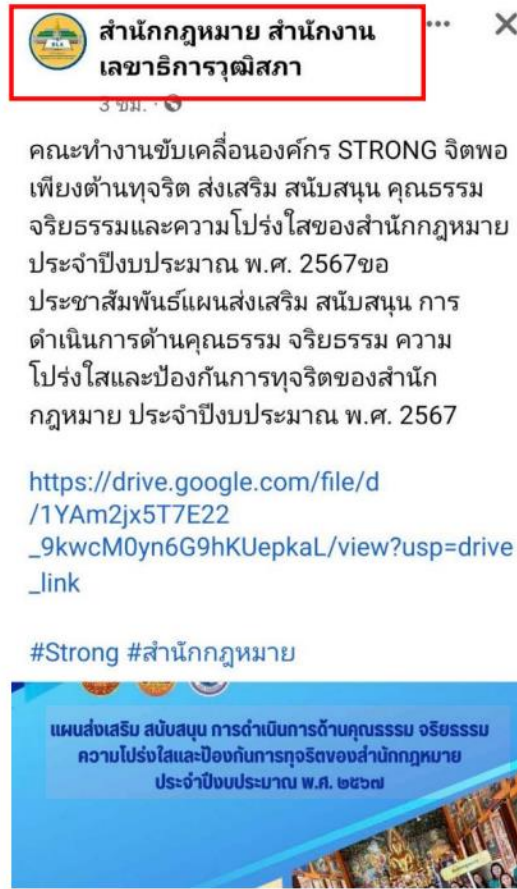 สำนักกฎหมาย สำนักงาน
เลขาธิการวุฒิสภา
3 ชม. ·
คณะทำงานขับเคลื่อนองค์กร STRONG จิตพอ
เพียงต้านทุจริต ส่งเสริม สนับสนุน คุณธรรม
จริยธรรมและความโปร่งใสของสำนักกฎหมาย
ประจำปีงบประมาณ พ.ศ. 2567ขอ
ประชาสัมพันธ์แผนส่งเสริม สนับสนุน การ
ดำเนินการด้านคุณธรรม จริยธรรม ความ
โปร่งใสและป้องกันการทุจริตของสำนัก
กฎหมาย ประจำปีงบประมาณ พ.ศ. 2567
https://drive.google.com/file/d
/1YAm2jx5T7E22
_9kwcM0yn6G9hKUepkaL/view?usp=drive
_link
#Strong #สำนักกฎหมาย
แผนส่งเสริม สนับสนุน การดำเนินการด้านคุณธรรม จริยธรรม
ความโปร่งใสและป้องกันการทุจริตของสำนักกฎหมาย
ประจำปีงบประมาณ พ.ศ. ๒๕๖๗